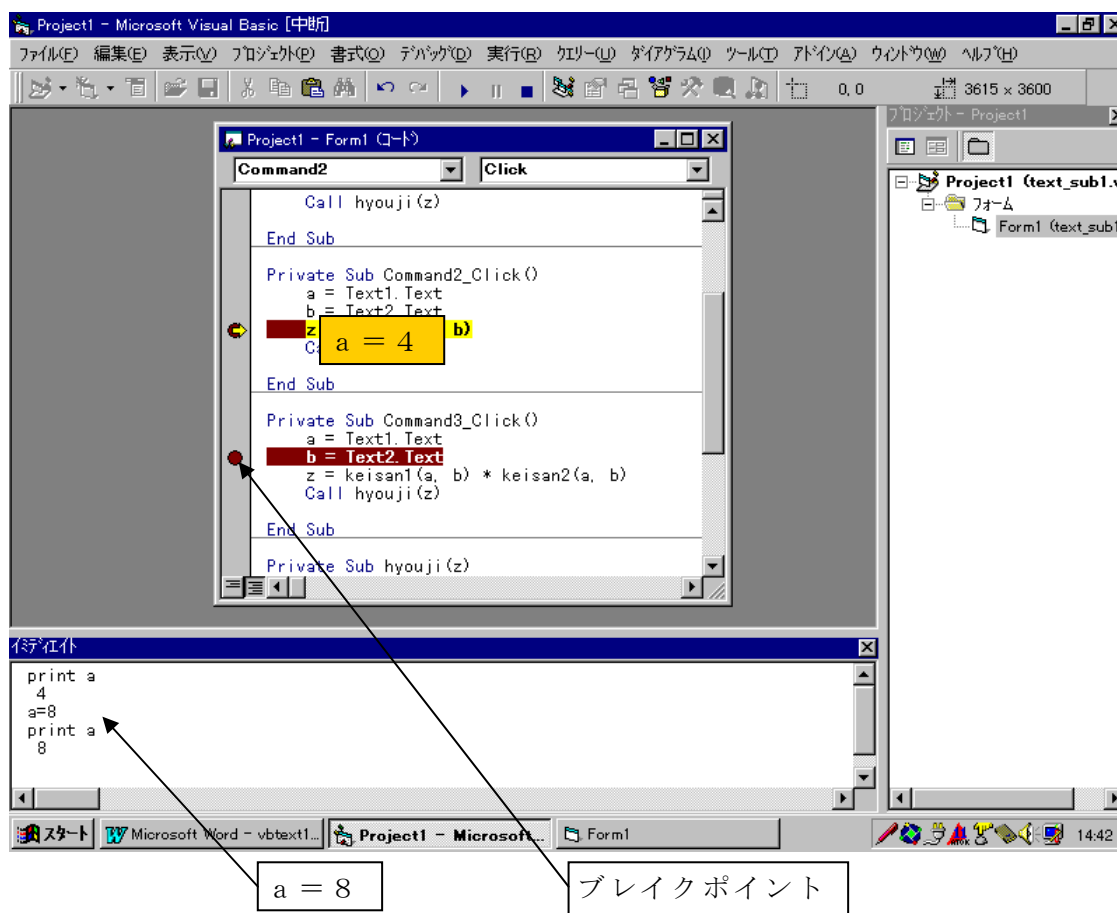 Project1 - Microsoft Visual Basic [中断]
ファイル(F) 編集(E) 表示(V) プロジェクト(P) 書式(O) デバッグ(D) 実行(R) クエリー(U) ダイアグラム(I) ツール(T) アドイン(A) ウィンドウ(W) ヘルプ(H)
0, 0 3615 × 3600
プロジェクト - Project1
Project1 - Form1 (コード)
Command2 Click
Project1 (text_sub1.v
フォーム
Form1 (text_sub1
Call hyouji(z)
End Sub
Private Sub Command2_Click()
a = Text1.Text
b = Text2.Text
z b)
a = 4
Ca
End Sub
Private Sub Command3_Click()
a = Text1.Text
b = Text2.Text
z = keisan1(a, b) * keisan2(a, b)
Call hyouji(z)
End Sub
Private Sub hyouji(z)
イミディエイト
print a
4
a=8
print a
8
スタート Microsoft Word - vbtext1... Project1 - Microsoft... Form1 14:42
a = 8
ブレイクポイント